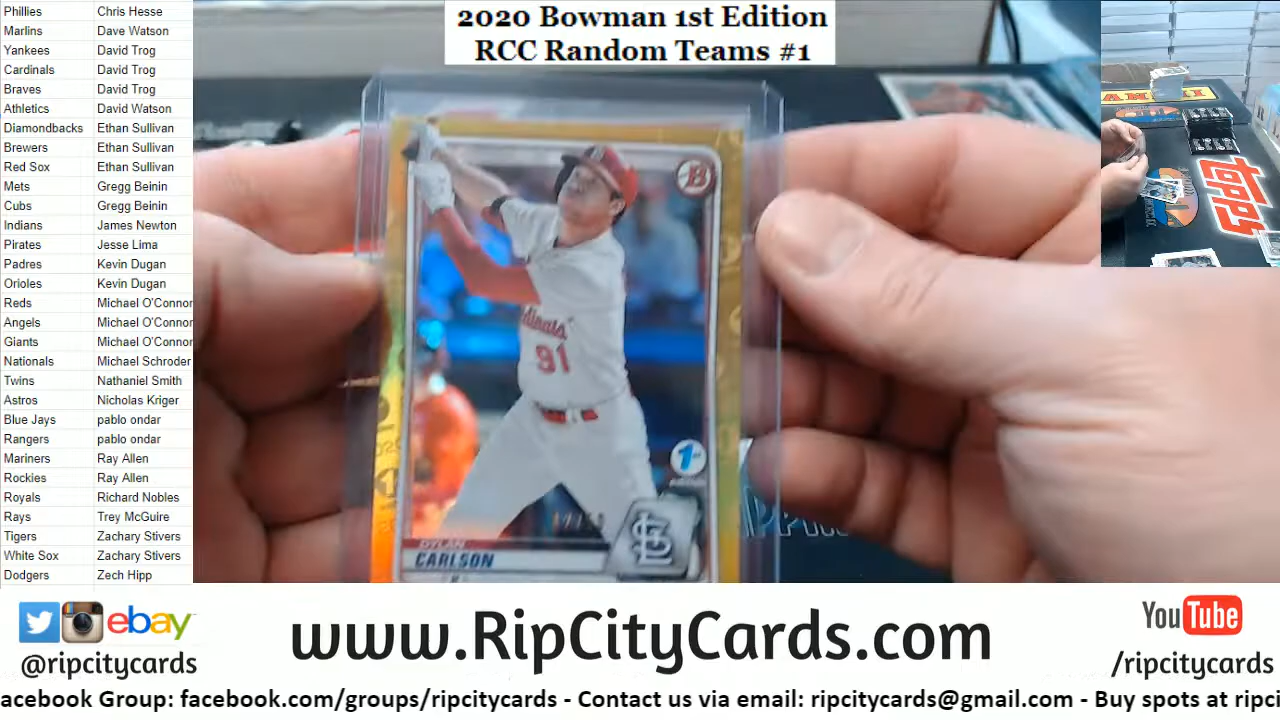 2020 Bowman 1st Edition
RCC Random Teams #1
Phillies Chris Hesse
Marlins Dave Watson
Yankees David Trog
Cardinals David Trog
Braves David Trog
Athletics David Watson
Diamondbacks Ethan Sullivan
Brewers Ethan Sullivan
Red Sox Ethan Sullivan
Mets Gregg Beinin
Cubs Gregg Beinin
Indians James Newton
Pirates Jesse Lima
Padres Kevin Dugan
Orioles Kevin Dugan
Reds Michael O'Connor
Angels Michael O'Connor
Giants Michael O'Connor
Nationals Michael Schroder
Twins Nathaniel Smith
Astros Nicholas Kriger
Blue Jays pablo ondar
Rangers pablo ondar
Mariners Ray Allen
Rockies Ray Allen
Royals Richard Nobles
Rays Trey McGuire
Tigers Zachary Stivers
White Sox Zachary Stivers
Dodgers Zech Hipp
B
91
1st
DYLAN
CARLSON
PANINI
topps
ebay
@ripcitycards
www.RipCityCards.com
YouTube
/ripcitycards
acebook Group: facebook.com/groups/ripcitycards - Contact us via email: ripcitycards@gmail.com - Buy spots at ripci